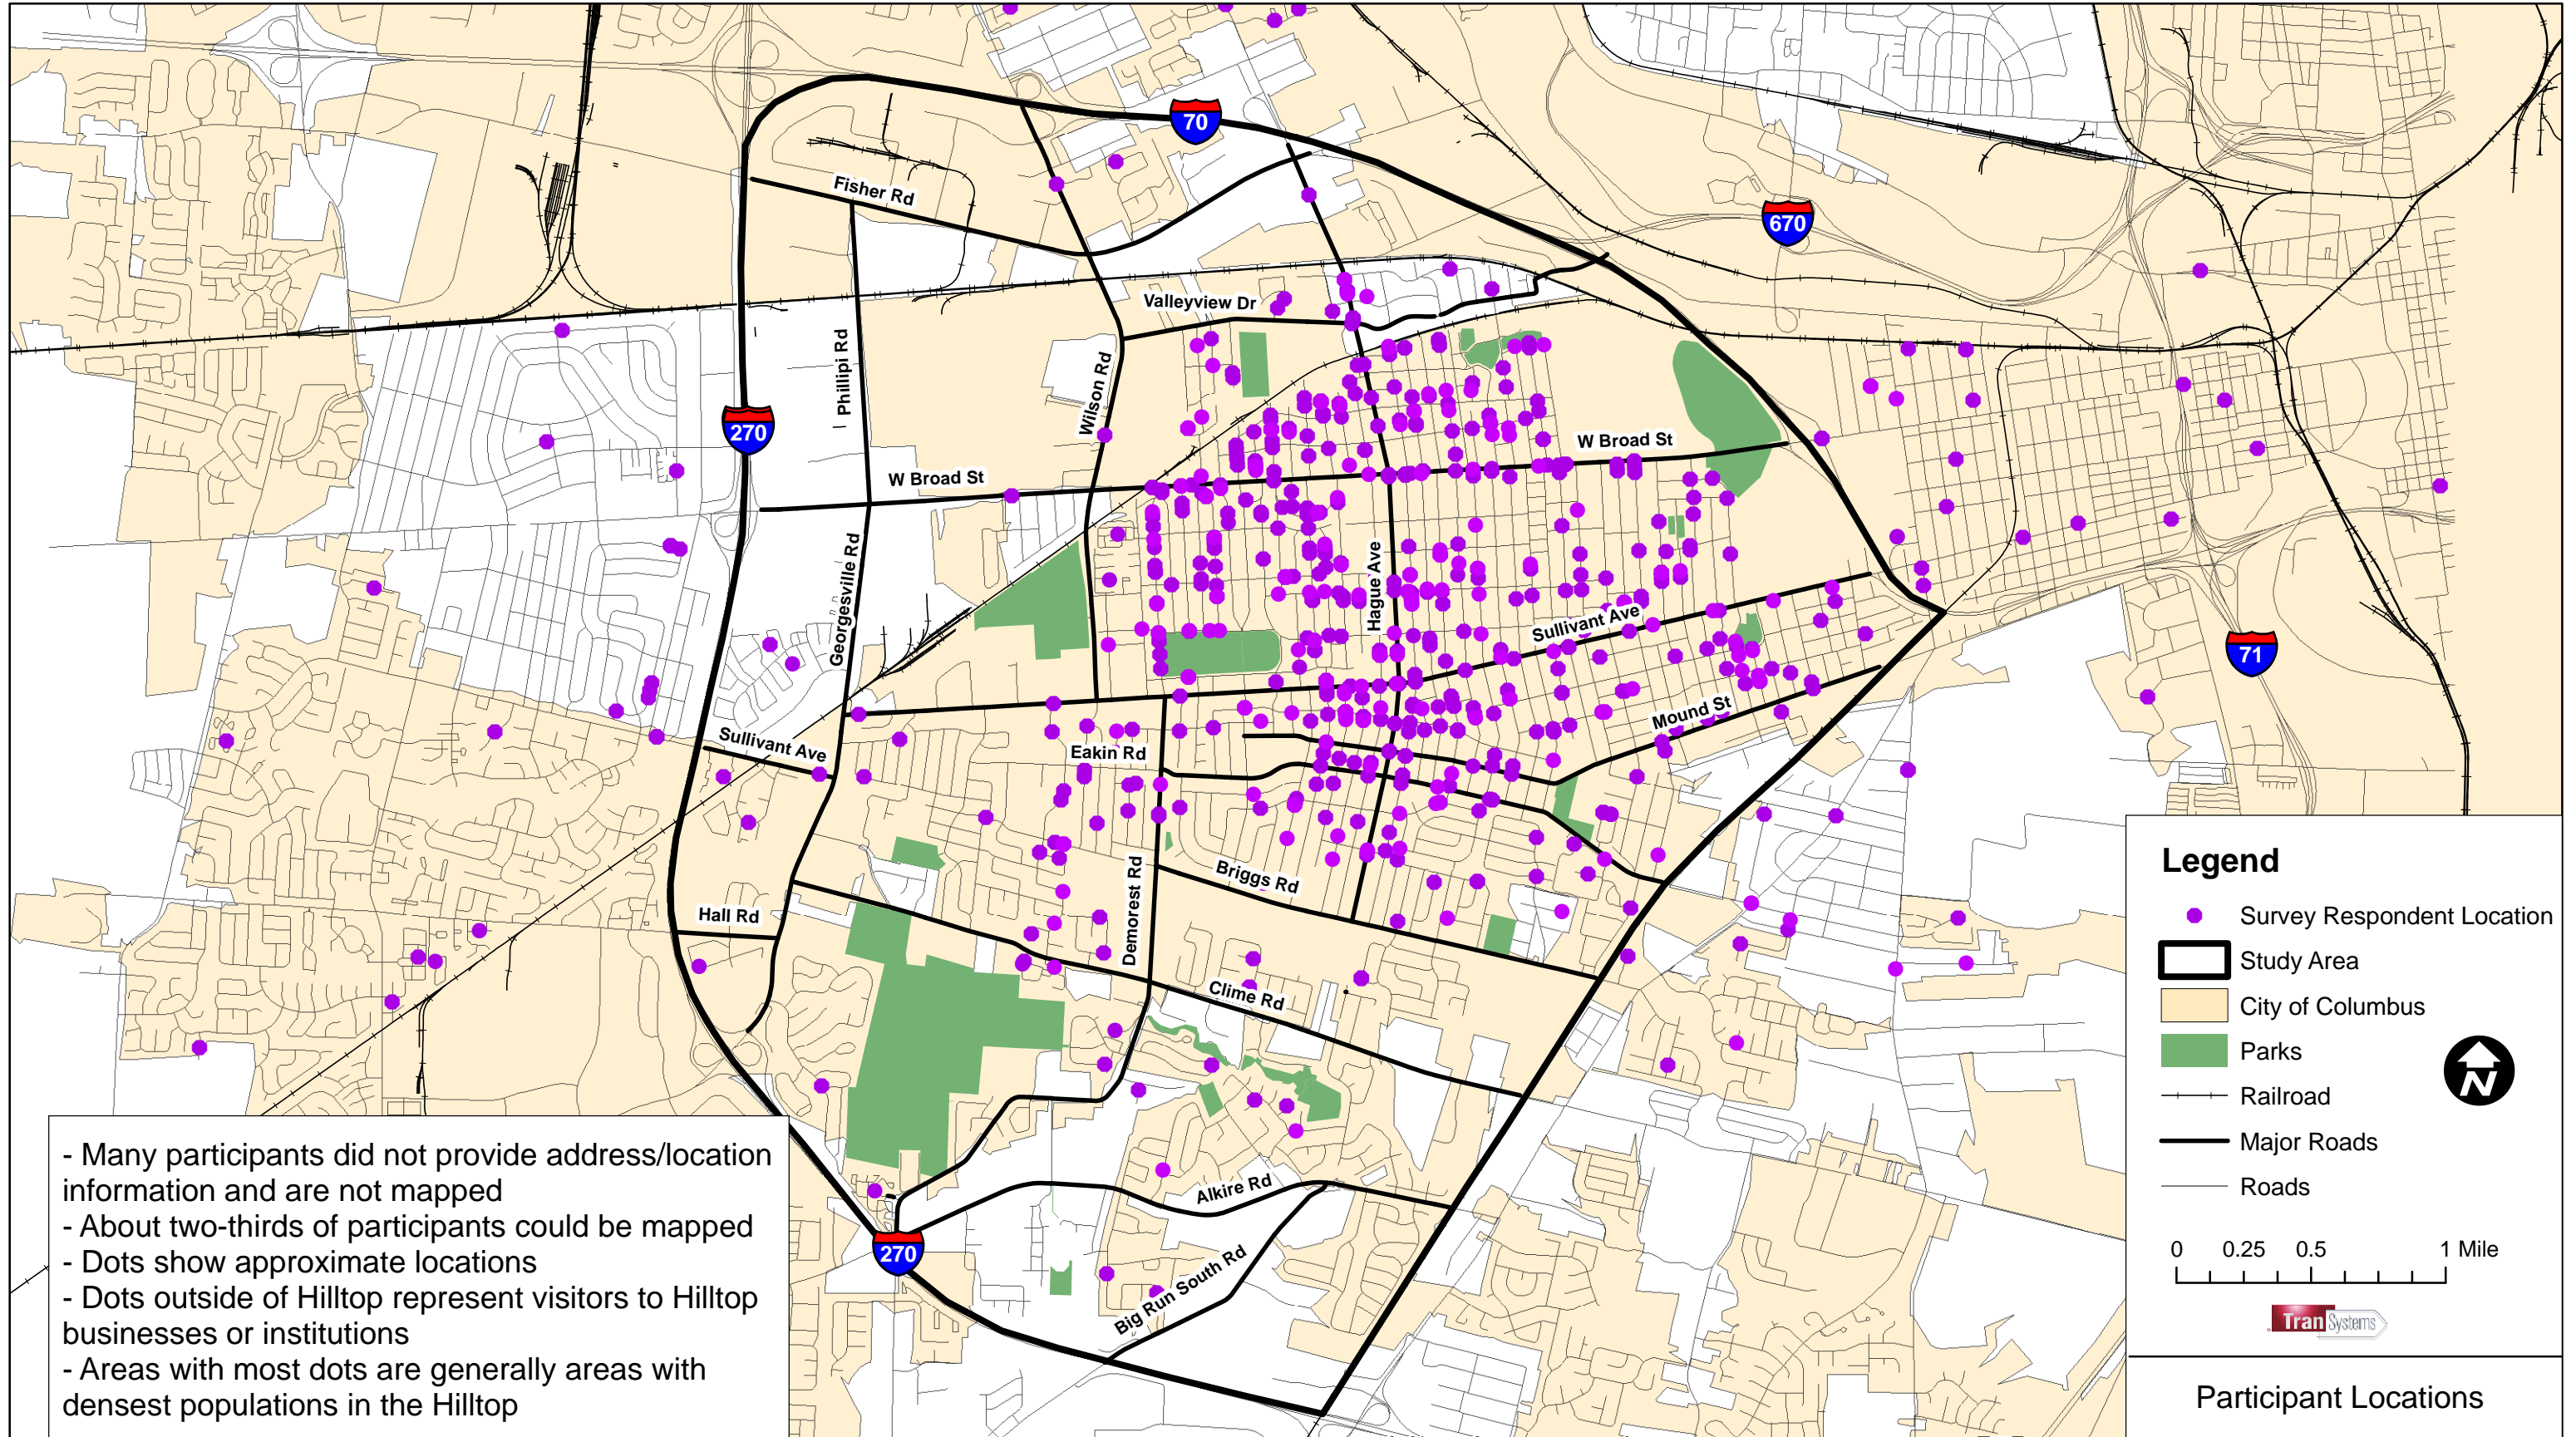 70
Fisher Rd
670
Valleyview Dr
Phillipi Rd
Wilson Rd
270
W Broad St
W Broad St
Hague Ave
Georgesville Rd
Sullivant Ave
71
Mound St
Sullivant Ave
Eakin Rd
Demorest Rd
Briggs Rd
Hall Rd
Clime Rd
Alkire Rd
270
Big Run South Rd
- Many participants did not provide address/location
information and are not mapped
- About two-thirds of participants could be mapped
- Dots show approximate locations
- Dots outside of Hilltop represent visitors to Hilltop
businesses or institutions
- Areas with most dots are generally areas with
densest populations in the Hilltop
Legend
Survey Respondent Location
Study Area
City of Columbus
Parks
N
Railroad
Major Roads
Roads
0 0.25 0.5 1 Mile
TranSystems
Participant Locations